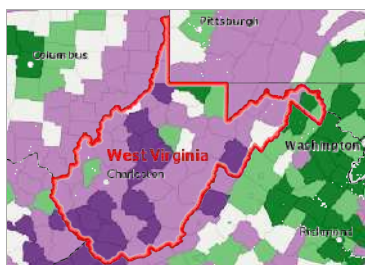 Pittsburgh
Columbus
Washington
West Virginia
Charleston
Richmond